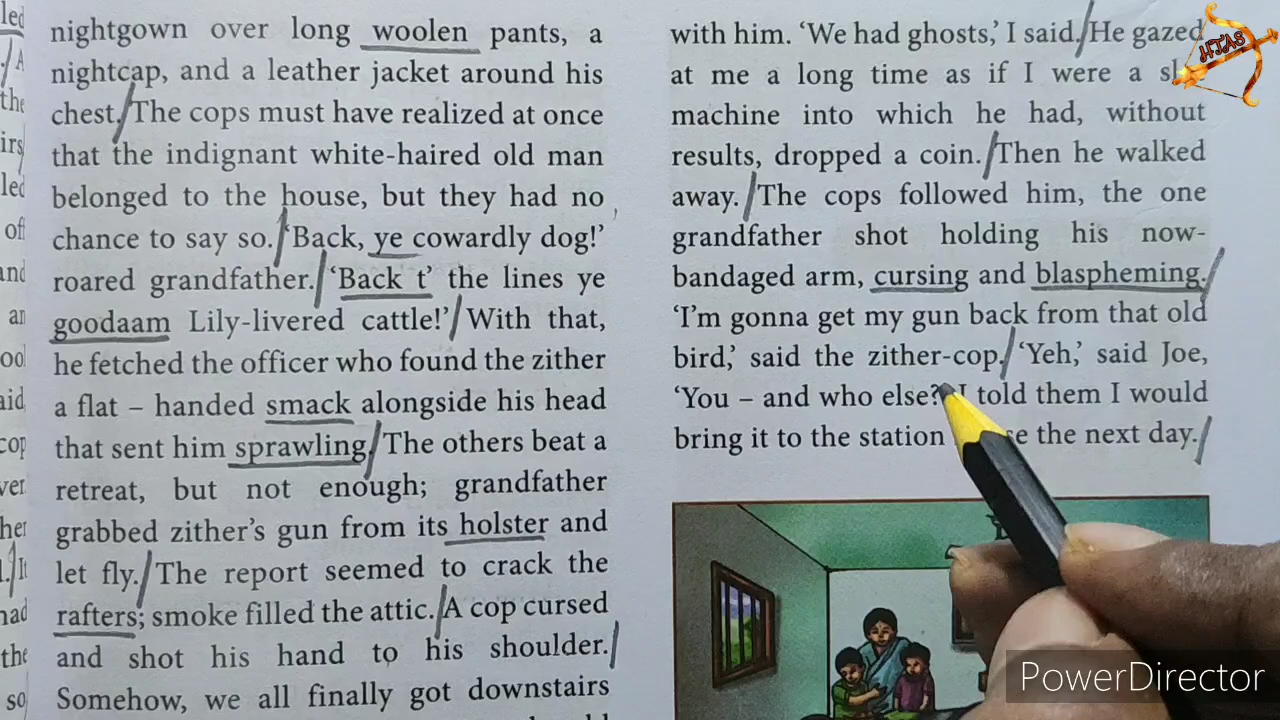 nightgown over long woolen pants, a
nightcap, and a leather jacket around his
chest. The cops must have realized at once
that the indignant white-haired old man
belonged to the house, but they had no
chance to say so. ‘Back, ye cowardly dog!’
roared grandfather. ‘Back t’ the lines ye
goodaam Lily-livered cattle!’ With that,
he fetched the officer who found the zither
a flat – handed smack alongside his head
that sent him sprawling. The others beat a
retreat, but not enough; grandfather
grabbed zither’s gun from its holster and
let fly. The report seemed to crack the
rafters; smoke filled the attic. A cop cursed
and shot his hand to his shoulder.
Somehow, we all finally got downstairs
with him. ‘We had ghosts,’ I said. He gazed
at me a long time as if I were a
machine into which he had, without
results, dropped a coin. Then he walked
away. The cops followed him, the one
grandfather shot holding his now-
bandaged arm, cursing and blaspheming.
‘I’m gonna get my gun back from that old
bird,’ said the zither-cop. ‘Yeh,’ said Joe,
‘You – and who else? I told them I would
bring it to the station the next day.
HTAS
PowerDirector